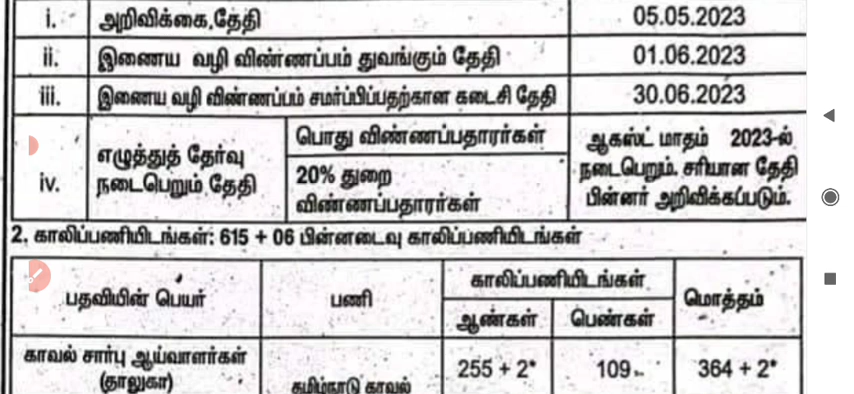 i. அறிவிக்கை தேதி 05.05.2023
ii. இணைய வழி விண்ணப்பம் துவங்கும் தேதி 01.06.2023
iii. இணைய வழி விண்ணப்பம் சமர்ப்பிப்பதற்கான கடைசி தேதி 30.06.2023
iv. எழுத்துத் தேர்வு
நடைபெறும் தேதி
பொது விண்ணப்பதாரர்கள்
20% துறை
விண்ணப்பதாரர்கள்
ஆகஸ்ட் மாதம் 2023-ல்
நடைபெறும். சரியான தேதி
பின்னர் அறிவிக்கப்படும்.
2. காலிப்பணியிடங்கள்: 615 + 06 பின்னடைவு காலிப்பணியிடங்கள்
பதவியின் பெயர் பணி காலிப்பணியிடங்கள் மொத்தம்
ஆண்கள் பெண்கள்
காவல் சார்பு ஆய்வாளர்கள்
(தாலுகா)
தமிழ்நாடு காவல்
255 + 2* 109 364 + 2*